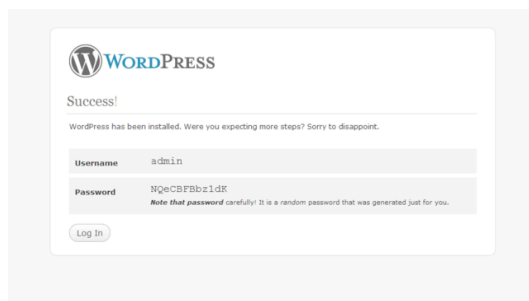 WORDPRESS
Success!
WordPress has been installed. Were you expecting more steps? Sorry to disappoint.
Username admin
Password NQeCBFBbz1dK
Note that password carefully! It is a random password that was generated just for you.
Log In